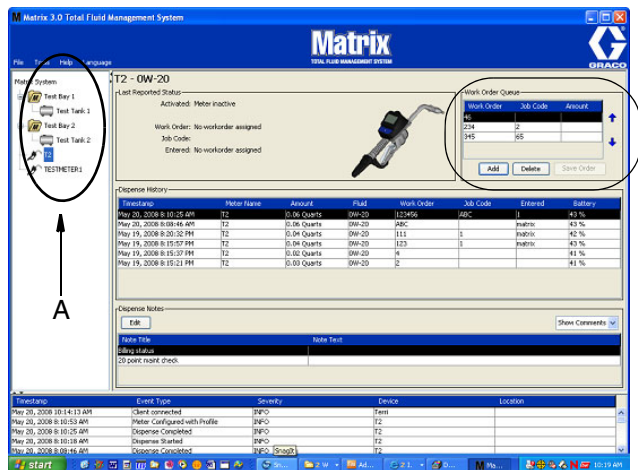 Matrix 3.0 Total Fluid Management System
Matrix
TOTAL FLUID MANAGEMENT SYSTEM
GRACO
File Tools Help Language
Matrix System
Test Bay 1
Test Tank 1
Test Bay 2
Test Tank 2
T2
TESTMETER1
A
T2 - 0W-20
Last Reported Status
Activated: Meter inactive
Work Order: No workorder assigned
Job Code:
Entered: No workorder assigned
Work Order Queue
Work Order Job Code Amount
46
234 2
345 65
Add Delete Save Order
Dispense History
Timestamp Meter Name Amount Fluid Work Order Job Code Entered Battery
May 20, 2008 8:10:25 AM T2 0.06 Quarts 0W-20 123456 ABC 1 43 %
May 20, 2008 8:08:46 AM T2 0.06 Quarts 0W-20 ABC matrix 43 %
May 19, 2008 8:20:32 PM T2 0.04 Quarts 0W-20 111 1 matrix 42 %
May 19, 2008 8:15:57 PM T2 0.04 Quarts 0W-20 123 1 matrix 43 %
May 19, 2008 8:15:37 PM T2 0.02 Quarts 0W-20 4 41 %
May 19, 2008 8:15:21 PM T2 0.03 Quarts 0W-20 2 41 %
Dispense Notes
Edit Show Comments
Note Title Note Text
Billing status
20 point maint check
Timestamp Event Type Severity Device Location
May 20, 2008 10:14:13 AM Client connected INFO Terri
May 20, 2008 8:10:53 AM Meter Configured with Profile INFO T2
May 20, 2008 8:10:25 AM Dispense Completed INFO T2
May 20, 2008 8:10:18 AM Dispense Started INFO T2
May 20, 2008 8:08:46 AM Dispense Completed INFO T2
SnagIt
start Sn... 2 W Ad... 2 I. D... Ma... 10:19 AM